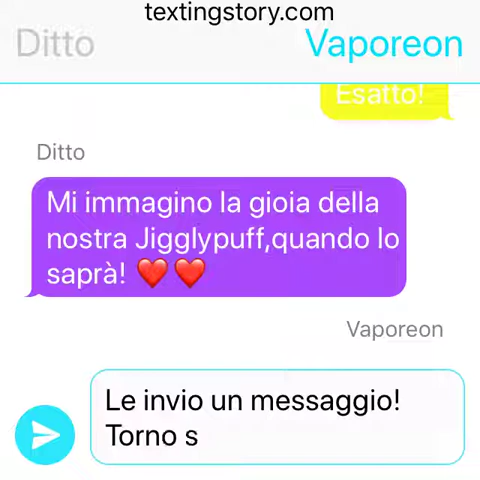 textingstory.com
Ditto
Vaporeon
Esatto!
Ditto
Mi immagino la gioia della
nostra Jigglypuff,quando lo
saprà! ❤️❤️
Vaporeon
Le invio un messaggio!
Torno s